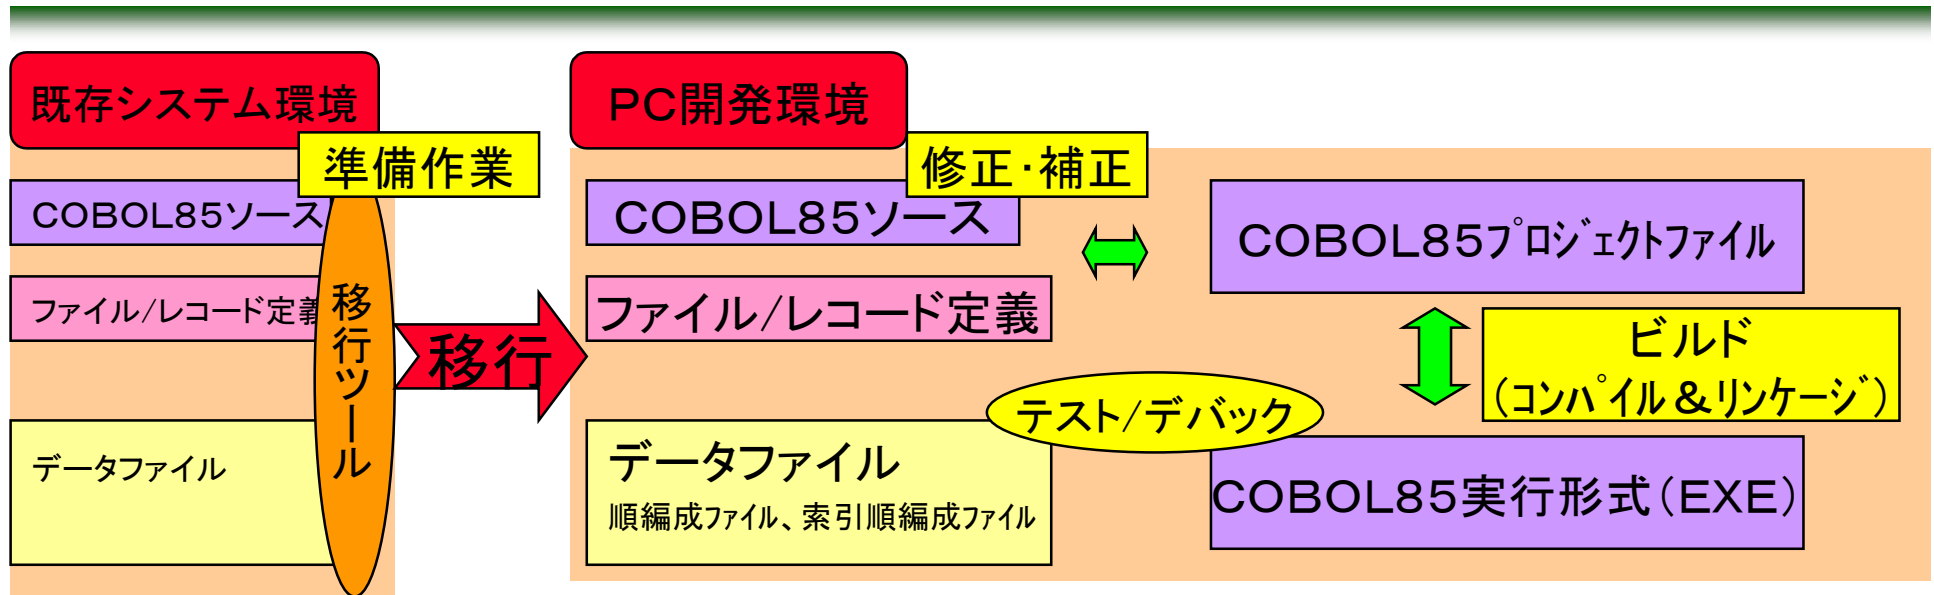 既存システム環境
準備作業
COBOL85ソース
ファイル/レコード定義
データファイル
移行ツール
移行
PC開発環境
修正・補正
COBOL85ソース
ファイル/レコード定義
データファイル
順編成ファイル、索引順編成ファイル
テスト/デバック
COBOL85プロジェクトファイル
ビルド
（コンパイル＆リンケージ）
COBOL85実行形式（EXE）